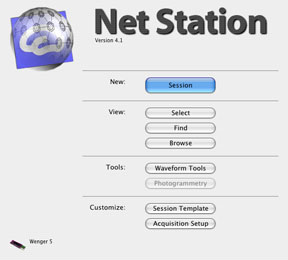 Net Station
Version 4.1
New:
Session
View:
Select
Find
Browse
Tools:
Waveform Tools
Photogrammetry
Customize:
Session Template
Acquisition Setup
Wenger 5